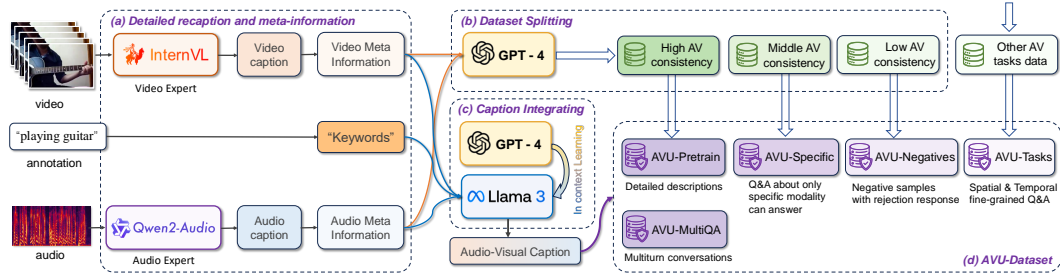 (a) Detailed recaption and meta-information
InternVL
Video Expert
Video
caption
Video Meta
Information
video
"playing guitar"
annotation
"Keywords"
Qwen2-Audio
Audio Expert
Audio
caption
Audio Meta
Information
audio
(b) Dataset Splitting
GPT - 4
High AV
consistency
Middle AV
consistency
Low AV
consistency
Other AV
tasks data
(c) Caption Integrating
GPT - 4
In context Learning
Llama 3
Audio-Visual Caption
AVU-Pretrain
Detailed descriptions
AVU-Specific
Q&A about only
specific modality
can answer
AVU-Negatives
Negative samples
with rejection response
AVU-Tasks
Spatial & Temporal
fine-grained Q&A
AVU-MultiQA
Multiturn conversations
(d) AVU-Dataset